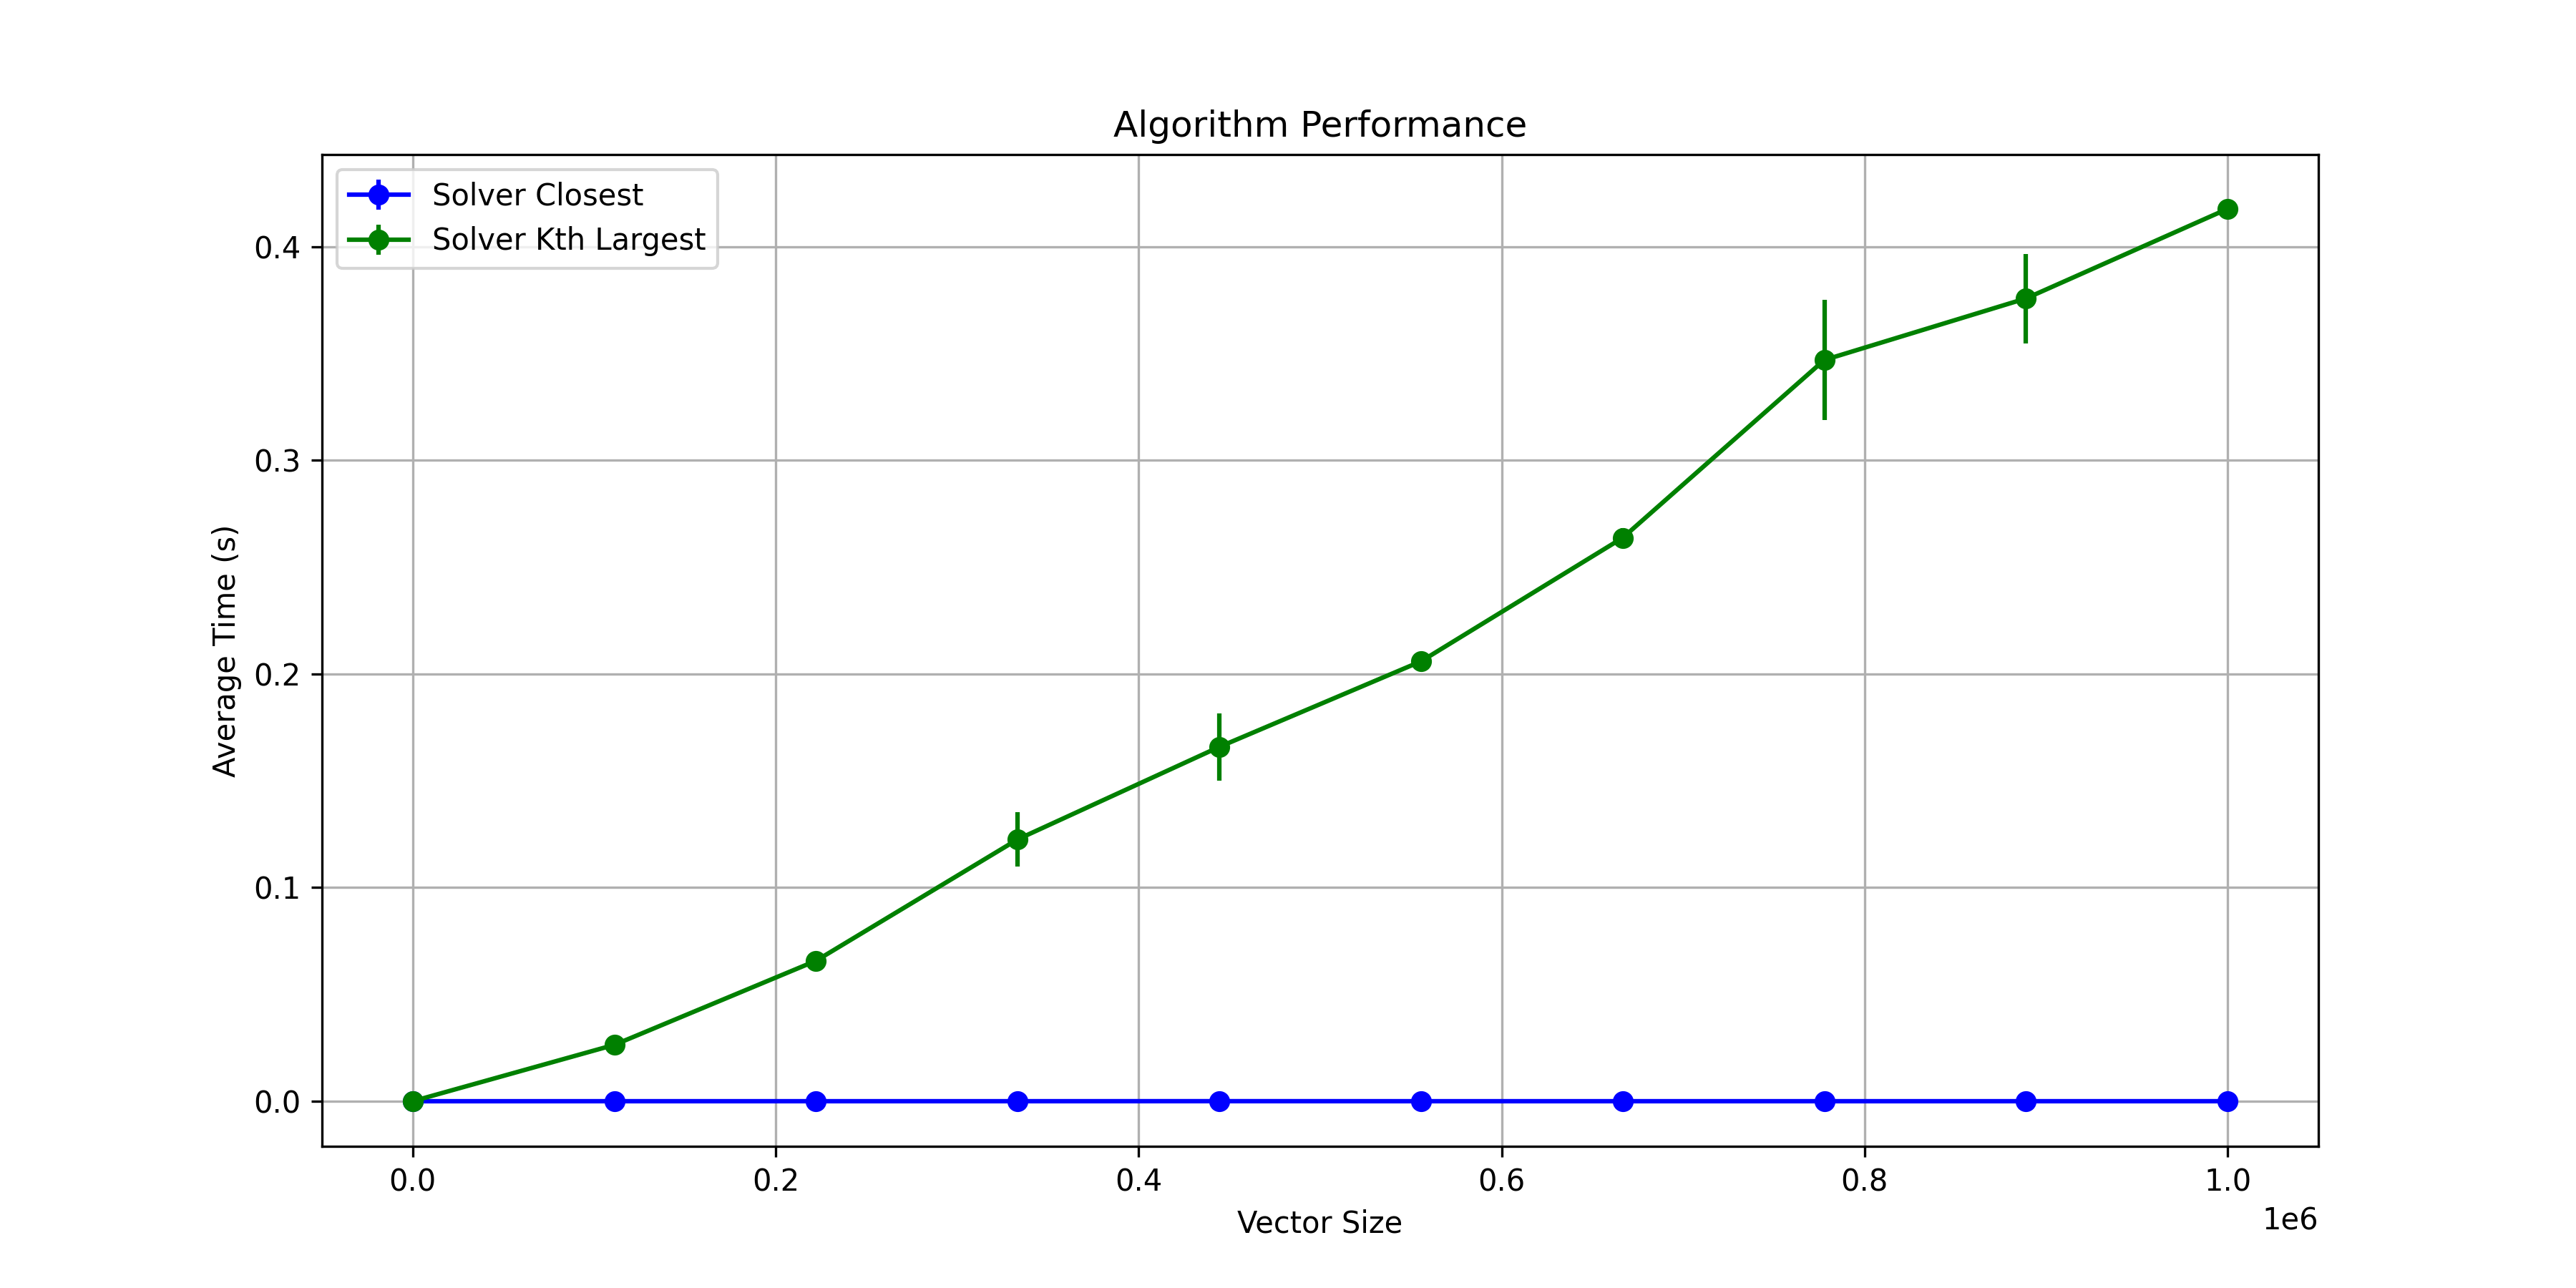 Algorithm Performance
Solver Closest
Solver Kth Largest
Average Time (s)
0.4
0.3
0.2
0.1
0.0
0.0 0.2 0.4 0.6 0.8 1.0
1e6
Vector Size